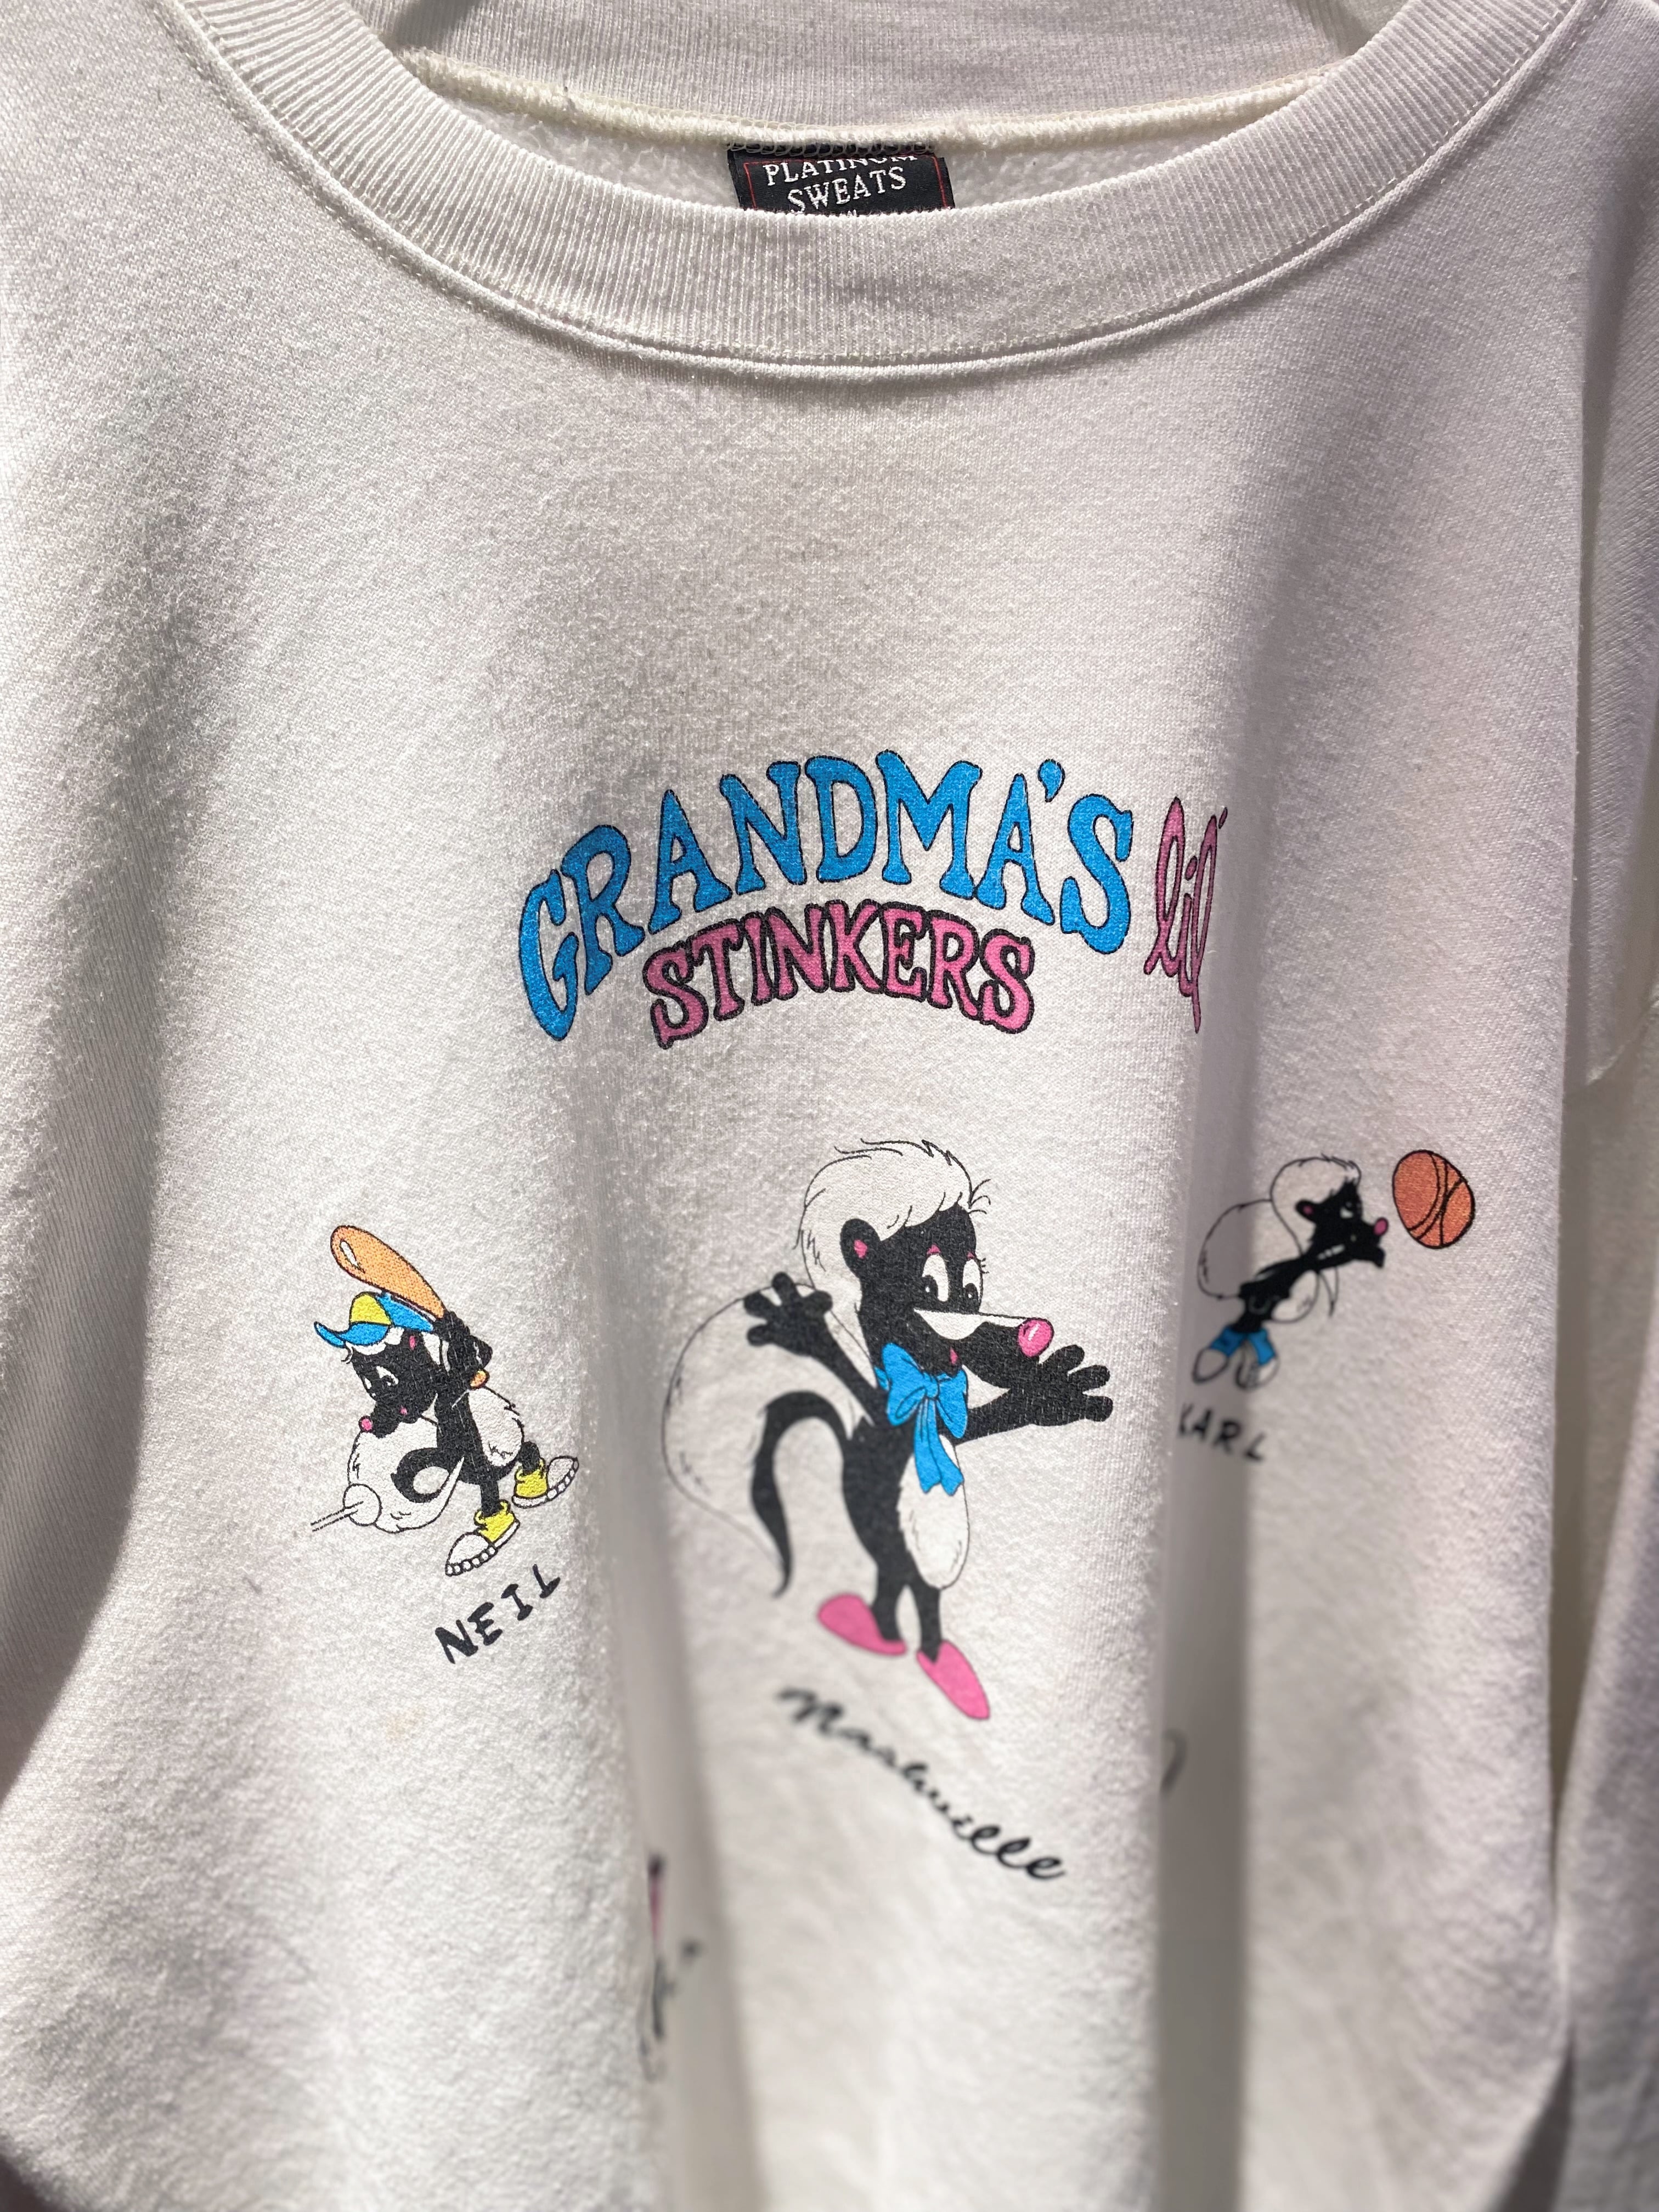 PLATINUM
SWEATS
GRANDMA'S lil'
STINKERS
NEIL
KARL
Nashville